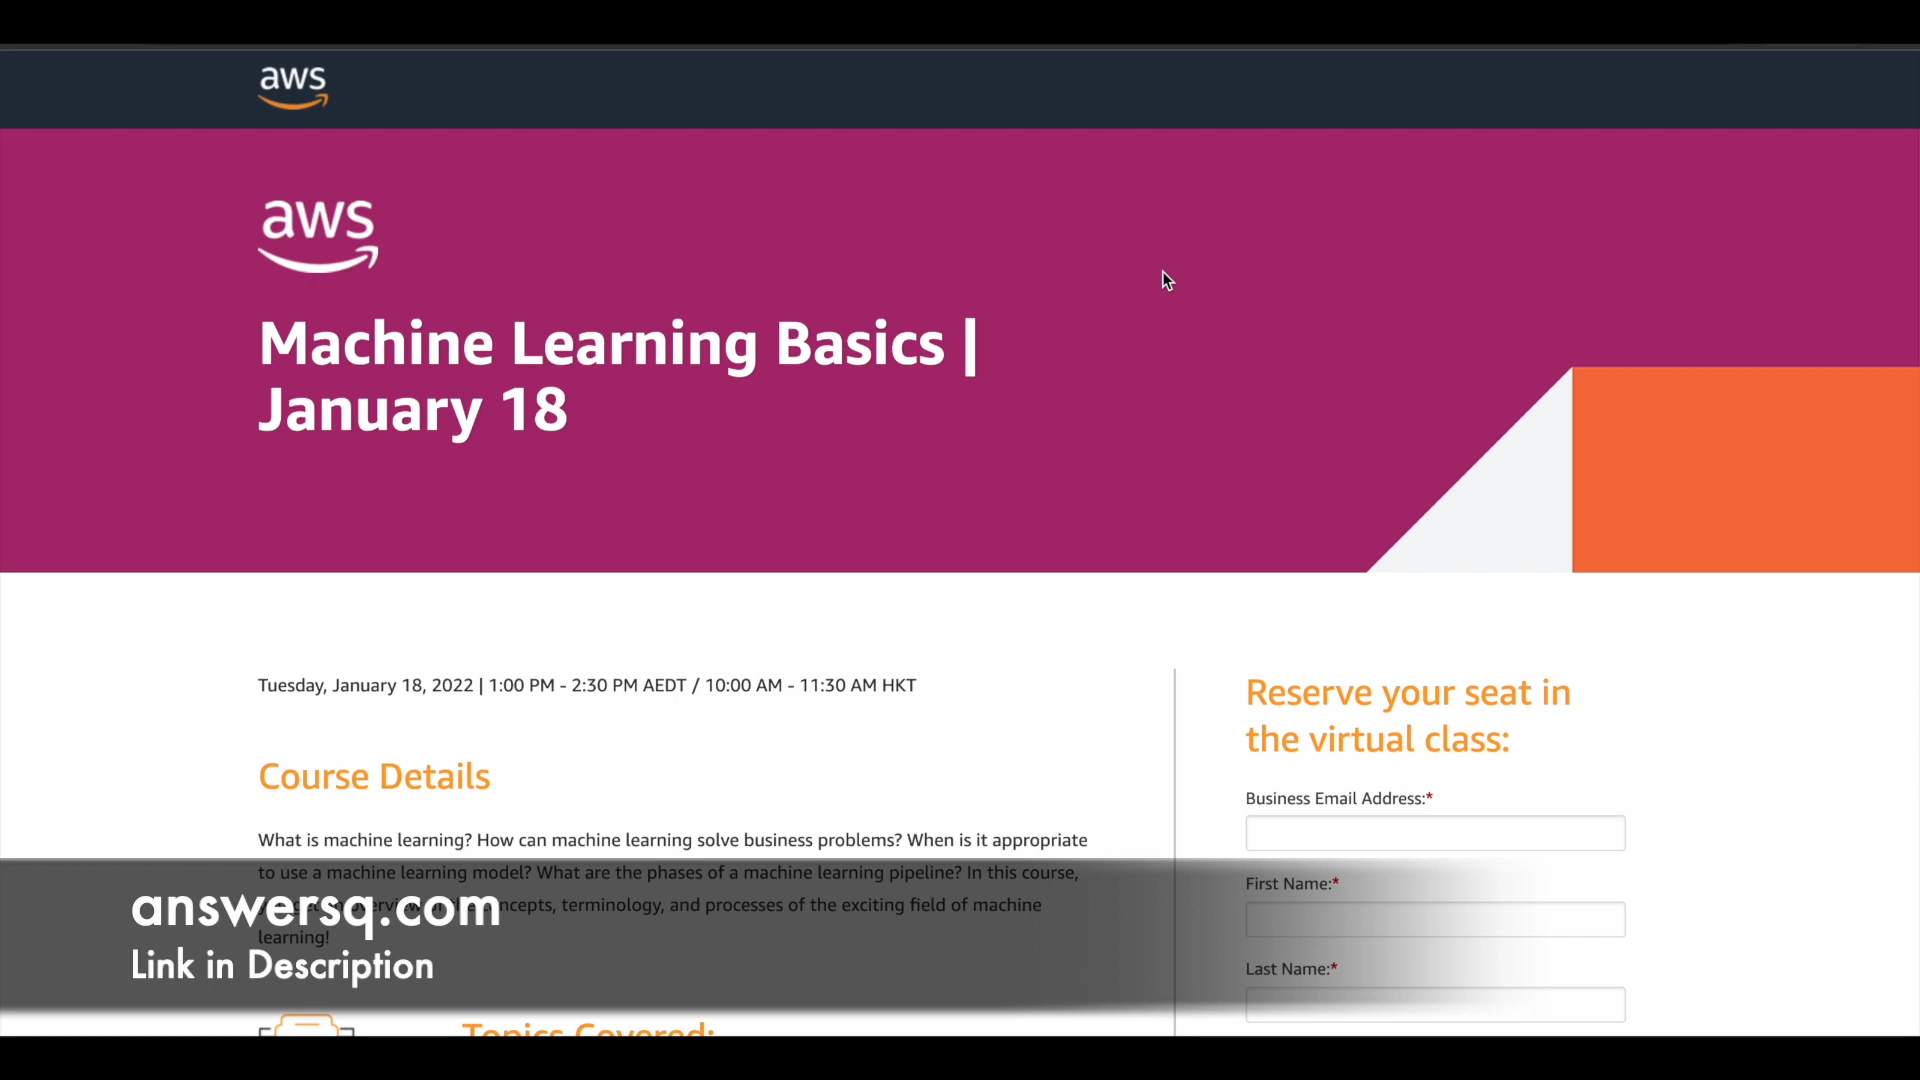 aws
aws
Machine Learning Basics |
January 18
Tuesday, January 18, 2022 | 1:00 PM - 2:30 PM AEDT / 10:00 AM - 11:30 AM HKT
Course Details
What is machine learning? How can machine learning solve business problems? When is it appropriate
to use a machine learning model? What are the phases of a machine learning pipeline? In this course,
concepts, terminology, and processes of the exciting field of machine
learning!
Topics Covered:
Reserve your seat in
the virtual class:
Business Email Address:*
First Name:*
Last Name:*
answersq.com
Link in Description